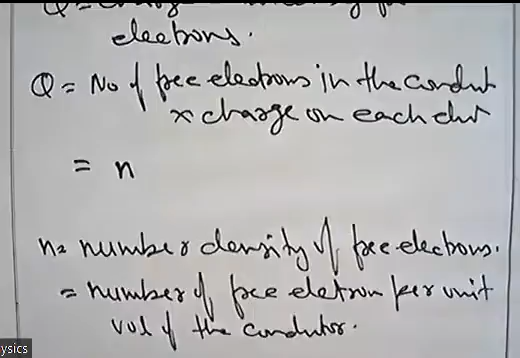 electrons.
Q = No of free electrons in the conduct
x charge on each elect
= n
n = number density of free electrons.
= number of free eletron per unit
vol of the conductor.
ysics